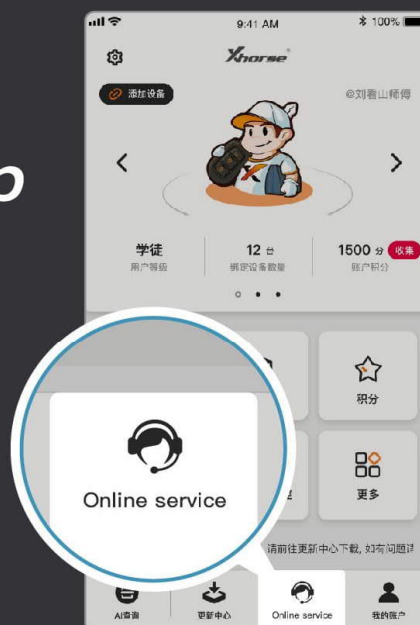 9:41 AM
100%
Xhorse
添加设备
@刘看山师傅
学徒
12 台
1500 分 收集
用户等级
绑定设备数量
账户积分
积分
更多
Online service
请前往更新中心下载, 如有问题请
AI查询
更新中心
Online service
我的账户